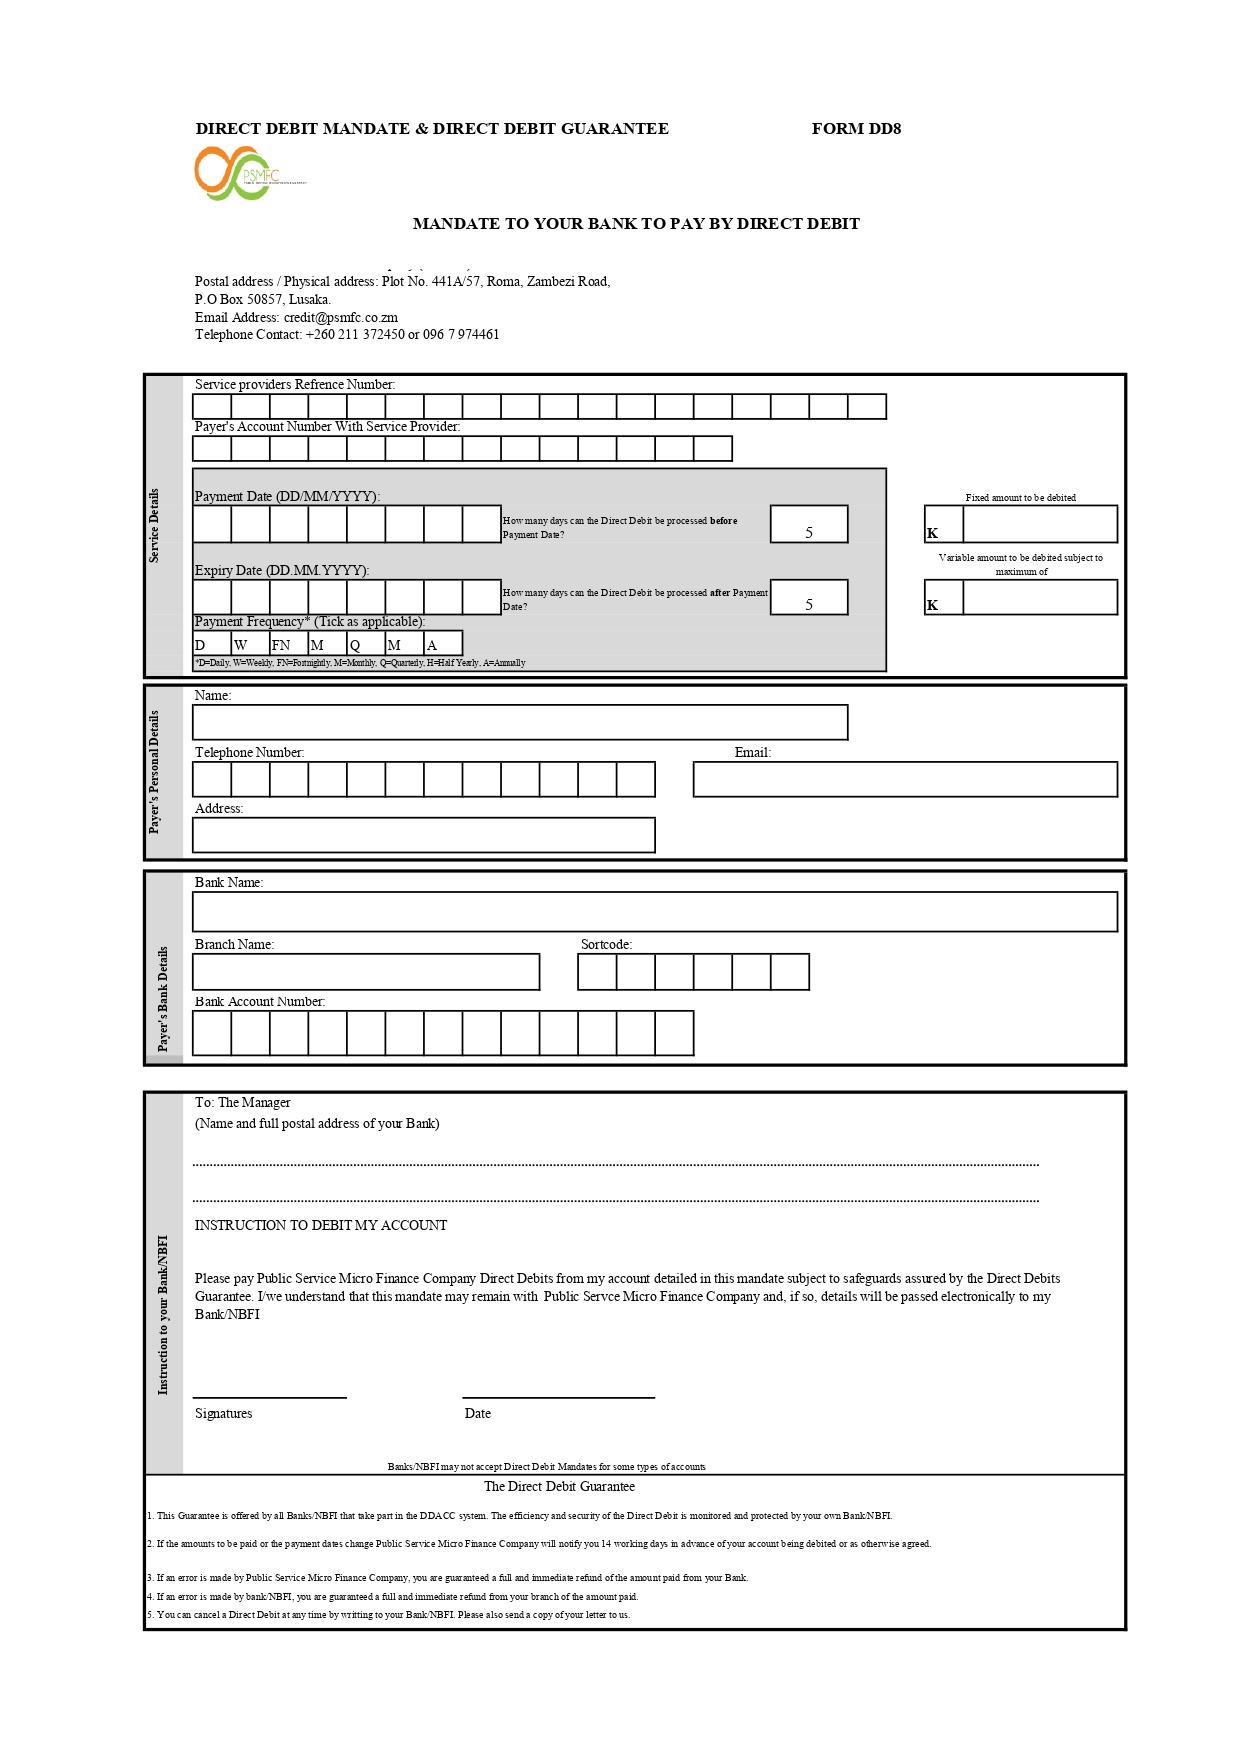 DIRECT DEBIT MANDATE & DIRECT DEBIT GUARANTEE FORM DD8
PSMFC
MANDATE TO YOUR BANK TO PAY BY DIRECT DEBIT
Postal address / Physical address: Plot No. 441A/57, Roma, Zambezi Road,
P.O Box 50857, Lusaka.
Email Address: credit@psmfc.co.zm
Telephone Contact: +260 211 372450 or 096 7 974461
Service Details
Service providers Refrence Number:
Payer's Account Number With Service Provider:
Payment Date (DD/MM/YYYY):
How many days can the Direct Debit be processed before
Payment Date?
5
Fixed amount to be debited
K
Expiry Date (DD.MM.YYYY):
How many days can the Direct Debit be processed after Payment
Date?
5
Variable amount to be debited subject to
maximum of
K
Payment Frequency* (Tick as applicable):
D W FN M Q M A
*D=Daily, W=Weekly, FN=Fortnightly, M=Monthly, Q=Quarterly, H=Half Yearly, A=Annually
Payer's Personal Details
Name:
Telephone Number: Email:
Address:
Payer's Bank Details
Bank Name:
Branch Name: Sortcode:
Bank Account Number:
Instruction to your Bank/NBFI
To: The Manager
(Name and full postal address of your Bank)
INSTRUCTION TO DEBIT MY ACCOUNT
Please pay Public Service Micro Finance Company Direct Debits from my account detailed in this mandate subject to safeguards assured by the Direct Debits
Guarantee. I/we understand that this mandate may remain with Public Servce Micro Finance Company and, if so, details will be passed electronically to my
Bank/NBFI
Signatures Date
Banks/NBFI may not accept Direct Debit Mandates for some types of accounts
The Direct Debit Guarantee
1. This Guarantee is offered by all Banks/NBFI that take part in the DDACC system. The efficiency and security of the Direct Debit is monitored and protected by your own Bank/NBFI.
2. If the amounts to be paid or the payment dates change Public Service Micro Finance Company will notify you 14 working days in advance of your account being debited or as otherwise agreed.
3. If an error is made by Public Service Micro Finance Company, you are guaranteed a full and immediate refund of the amount paid from your Bank.
4. If an error is made by bank/NBFI, you are guaranteed a full and immediate refund from your branch of the amount paid.
5. You can cancel a Direct Debit at any time by writting to your Bank/NBFI. Please also send a copy of your letter to us.